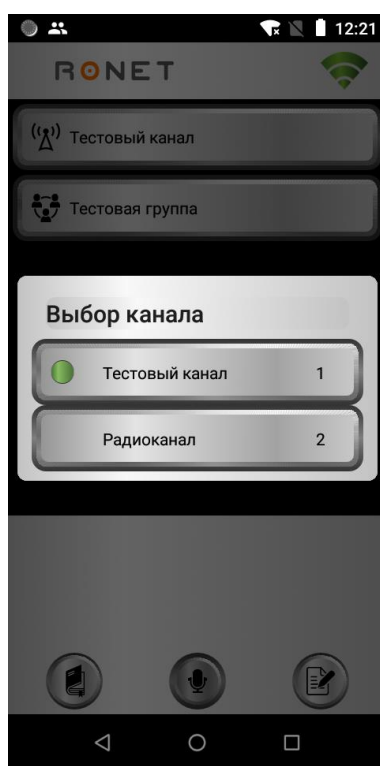 12:21
RONET
Тестовый канал
Тестовая группа
Выбор канала
Тестовый канал 1
Радиоканал 2